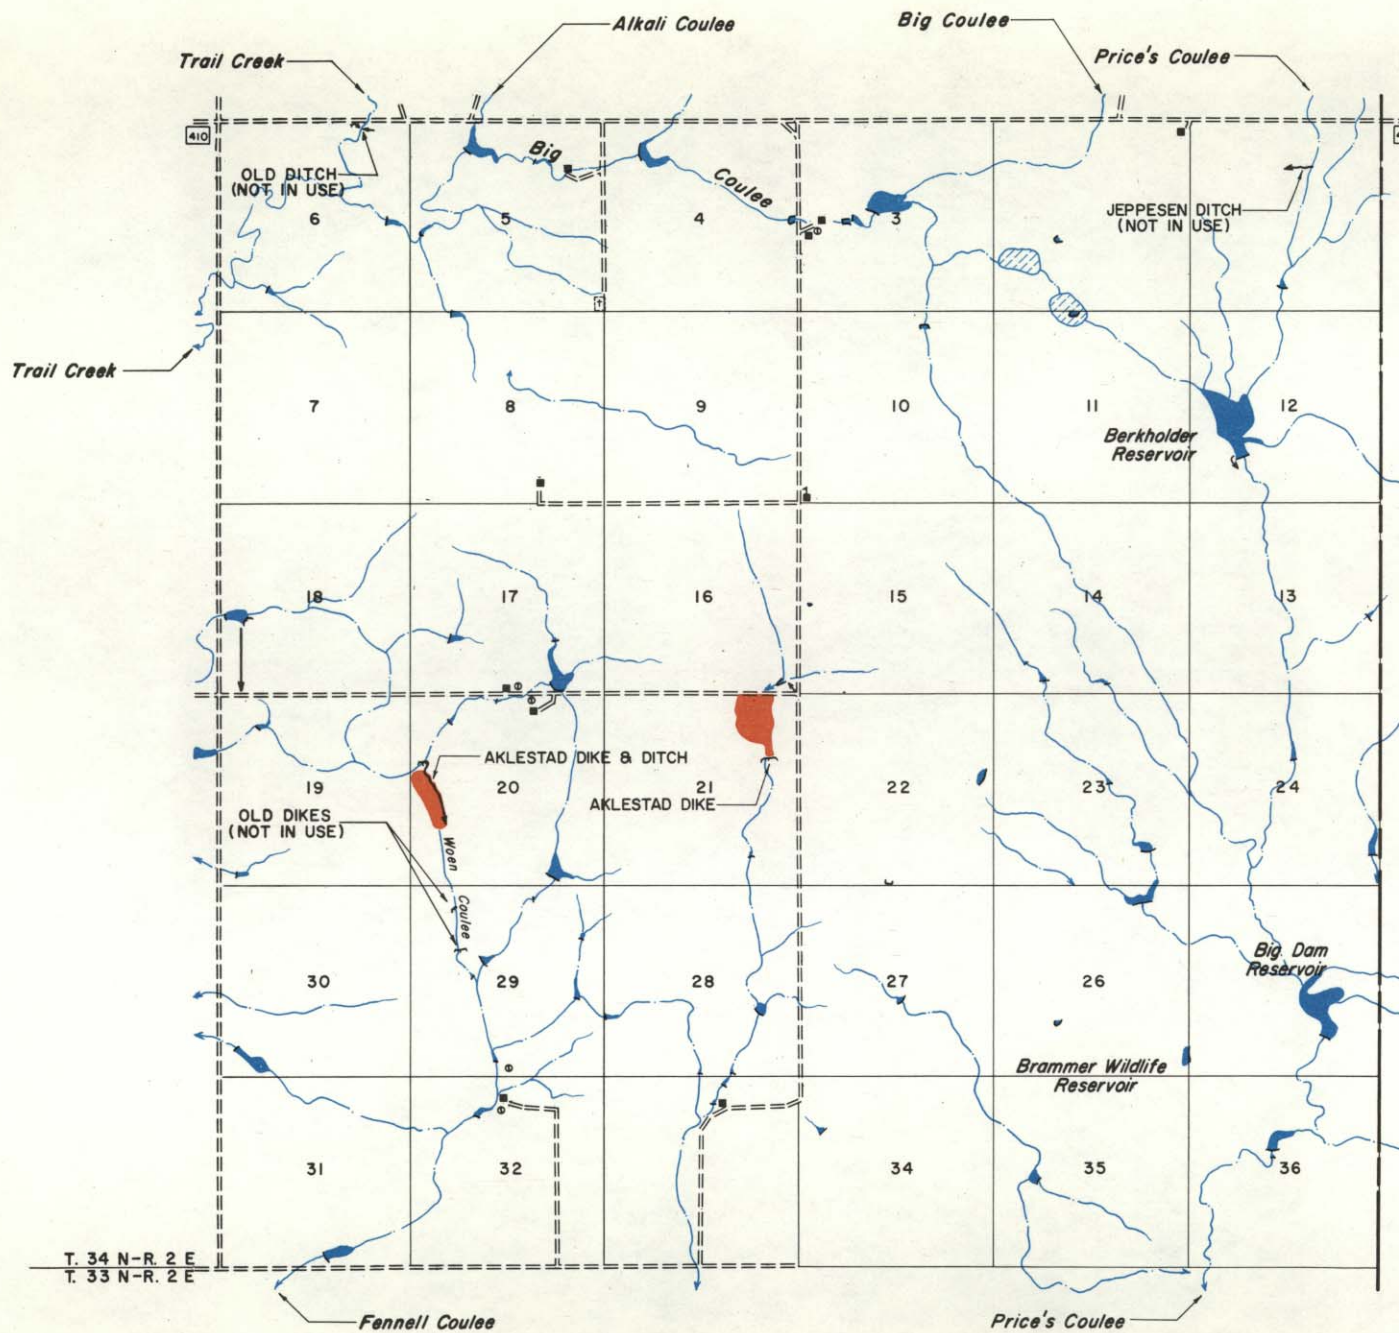 Alkali Coulee
Big Coulee
Trail Creek
Price's Coulee
410
OLD DITCH
(NOT IN USE)
Big
Coulee
JEPPESEN DITCH
(NOT IN USE)
6
5
4
3
Trail Creek
7
8
9
10
11
12
Berkholder
Reservoir
18
17
16
15
14
13
AKLESTAD DIKE & DITCH
19
20
21
22
23
24
AKLESTAD DIKE
OLD DIKES
(NOT IN USE)
Woen
Coulee
Big Dam
Reservoir
30
29
28
27
26
Brammer Wildlife
Reservoir
31
32
34
35
36
T. 34 N-R. 2 E
T. 33 N-R. 2 E
Fennell Coulee
Price's Coulee